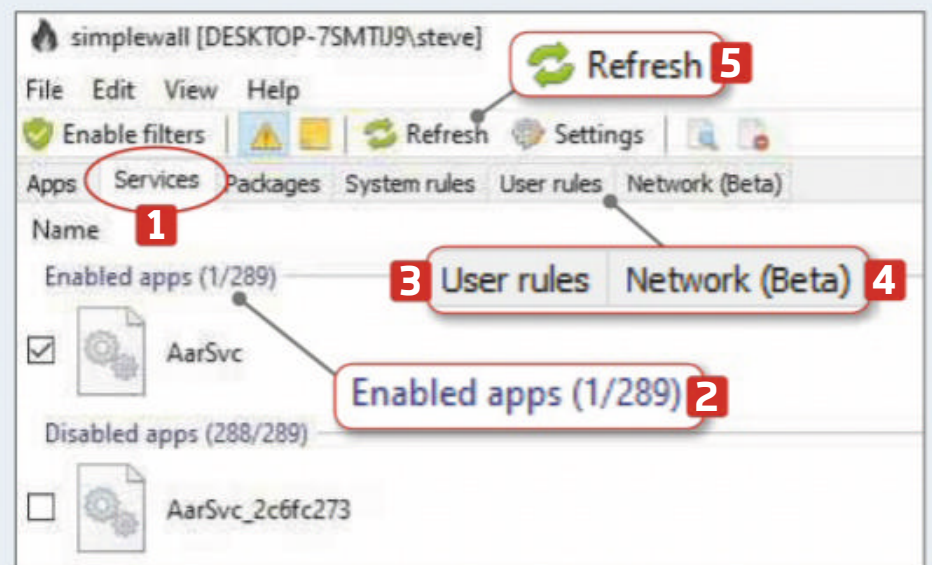 simplewall [DESKTOP-7SMTIJ9\steve]
Refresh 5
File Edit View Help
Enable filters Refresh Settings
Apps Services Packages System rules User rules Network (Beta)
1
Name
Enabled apps (1/289)
3 User rules Network (Beta) 4
AarSvc
Enabled apps (1/289) 2
Disabled apps (288/289)
AarSvc_2c6fc273